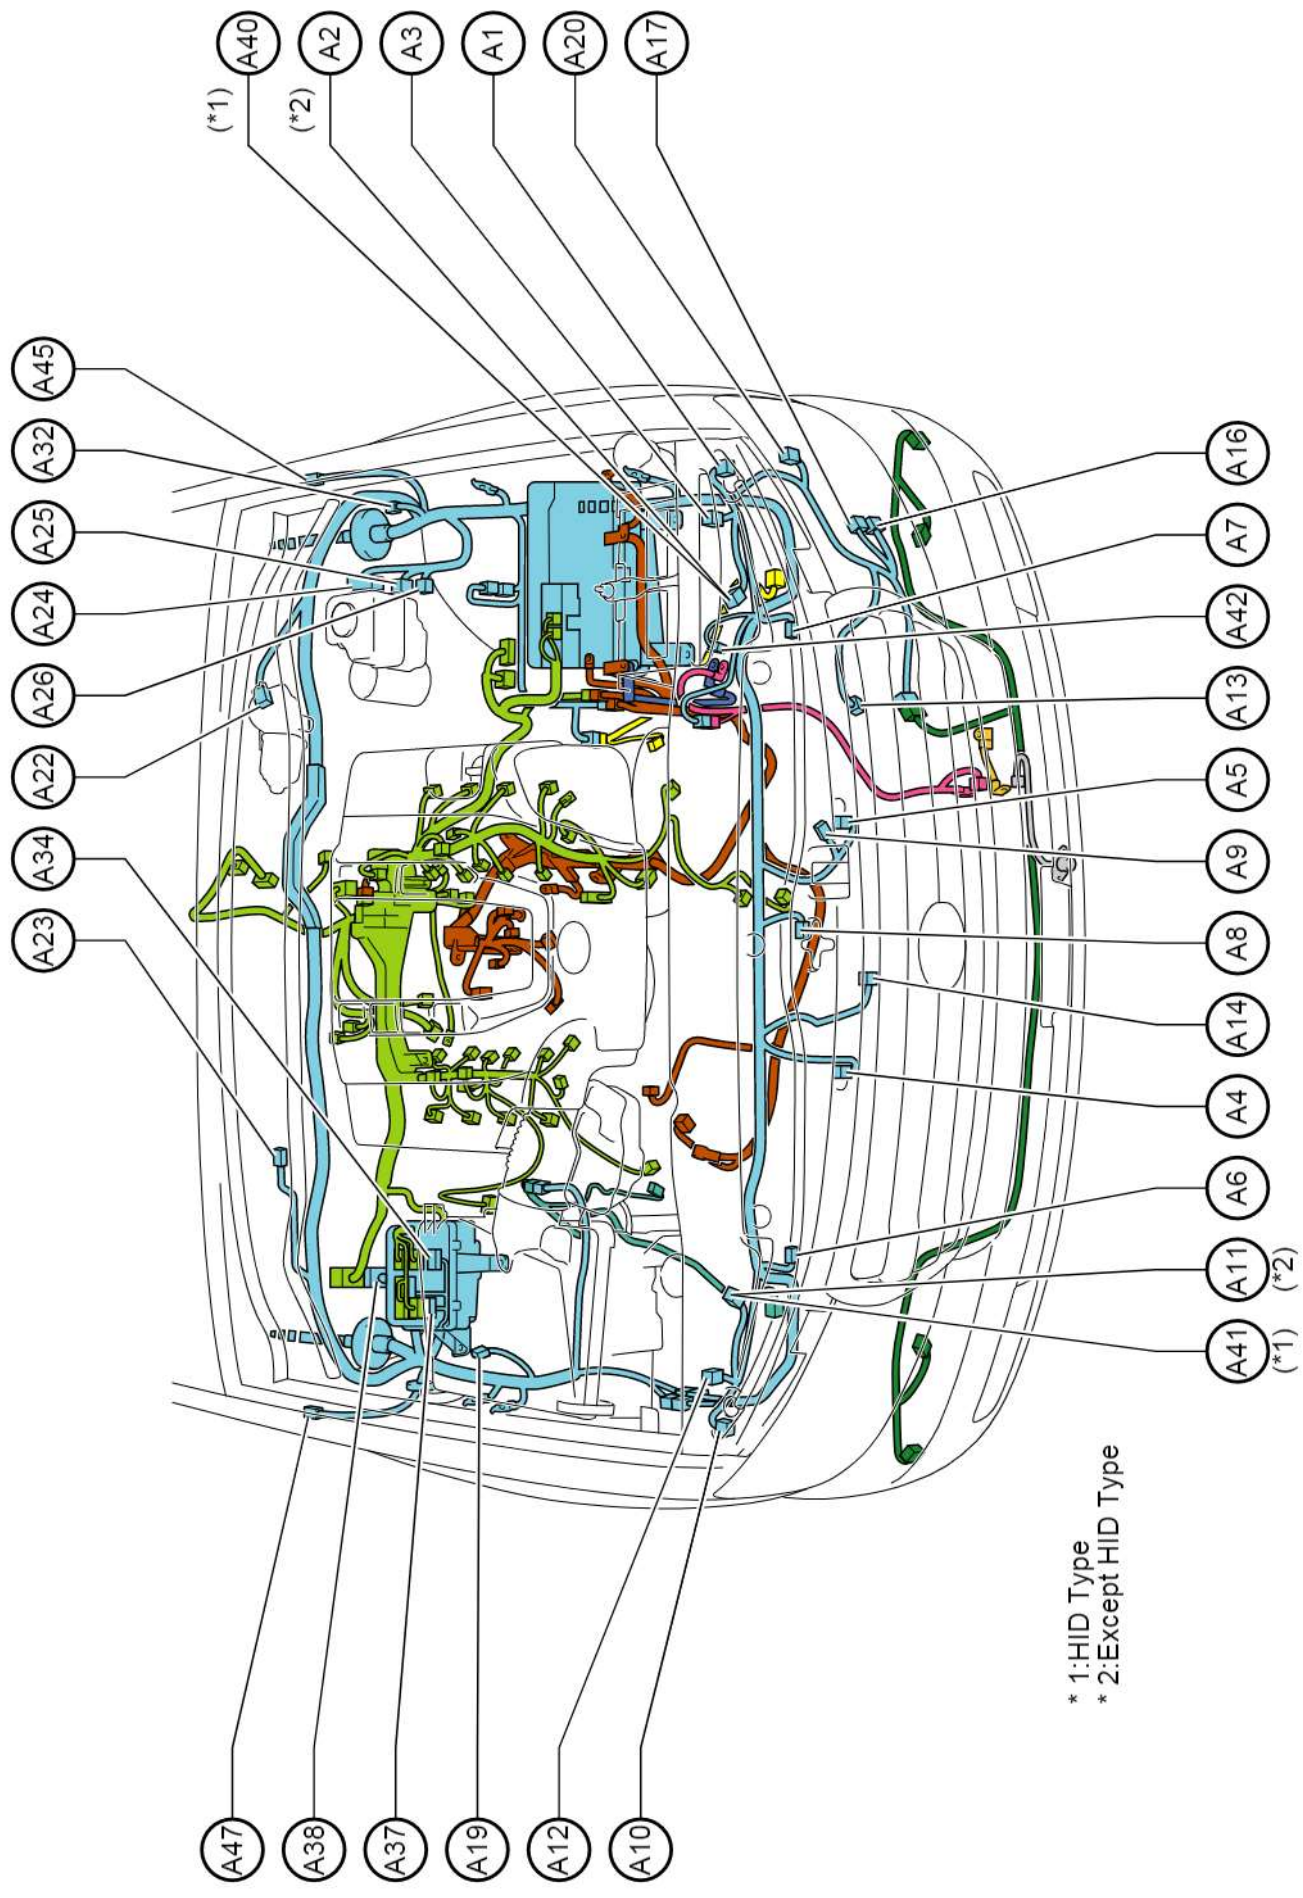 A23
A34
A22
A26
A24
A25
A32
A45
A47
A38
A37
A19
A12
A10
A40
(*1)
A2
(*2)
A3
A1
A20
A17
A41
(*1)
A11
(*2)
A6
A4
A14
A8
A9
A5
A13
A42
A7
A16
* 1:HID Type
* 2:Except HID Type